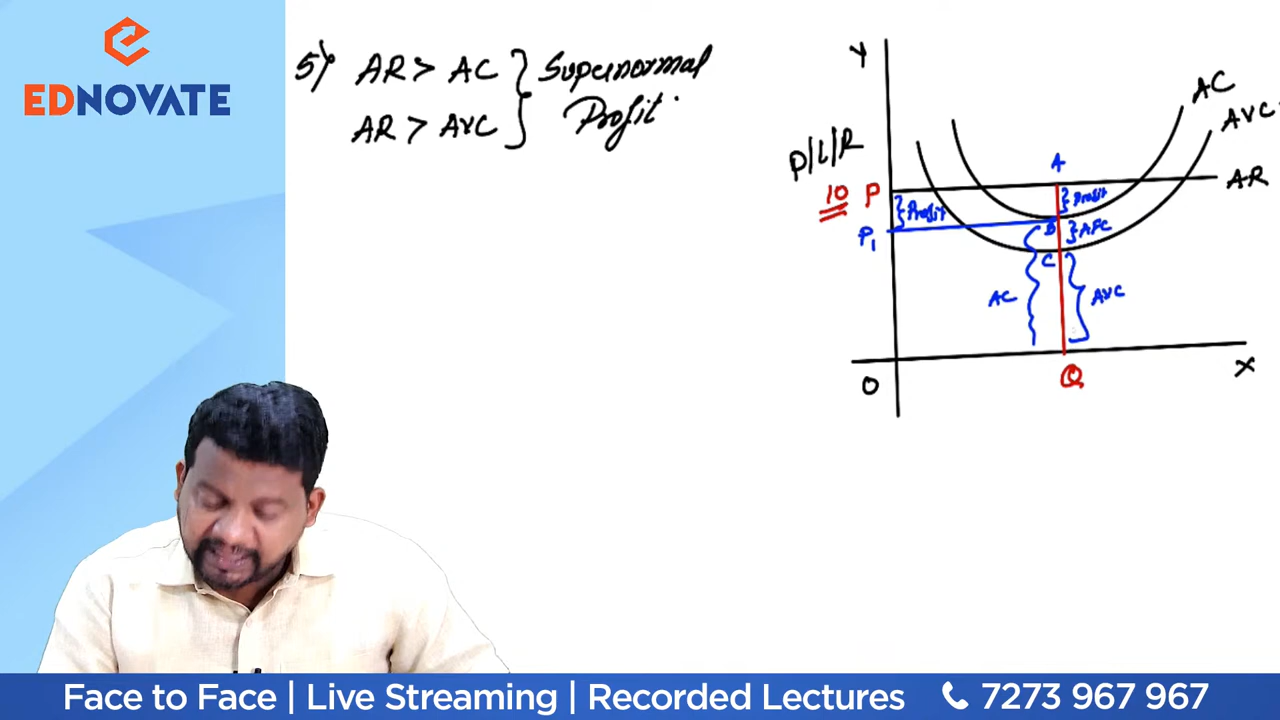 EDNOVATE
5) AR > AC } Supernormal
AR > AVC } Profit
Y
AC
AVC
P/C/R
A
AR
10 P
Profit
Profit
P1
B
AFC
C
AC
AVC
O
Q
X
Face to Face | Live Streaming | Recorded Lectures 7273 967 967